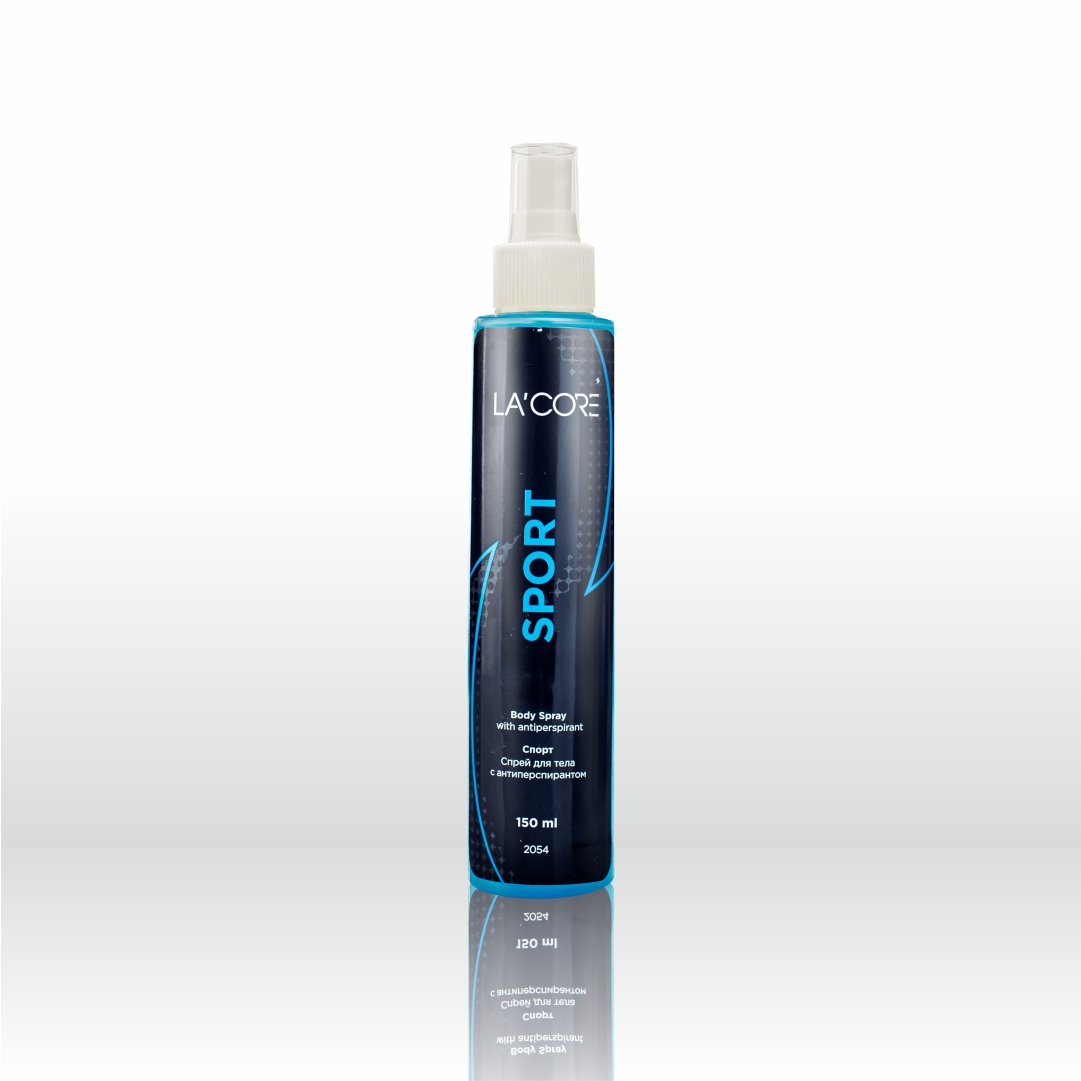 LA'CORE
SPORT
Body Spray
with antiperspirant
Спорт
Спрей для тела
с антиперспирантом
150 ml
2054